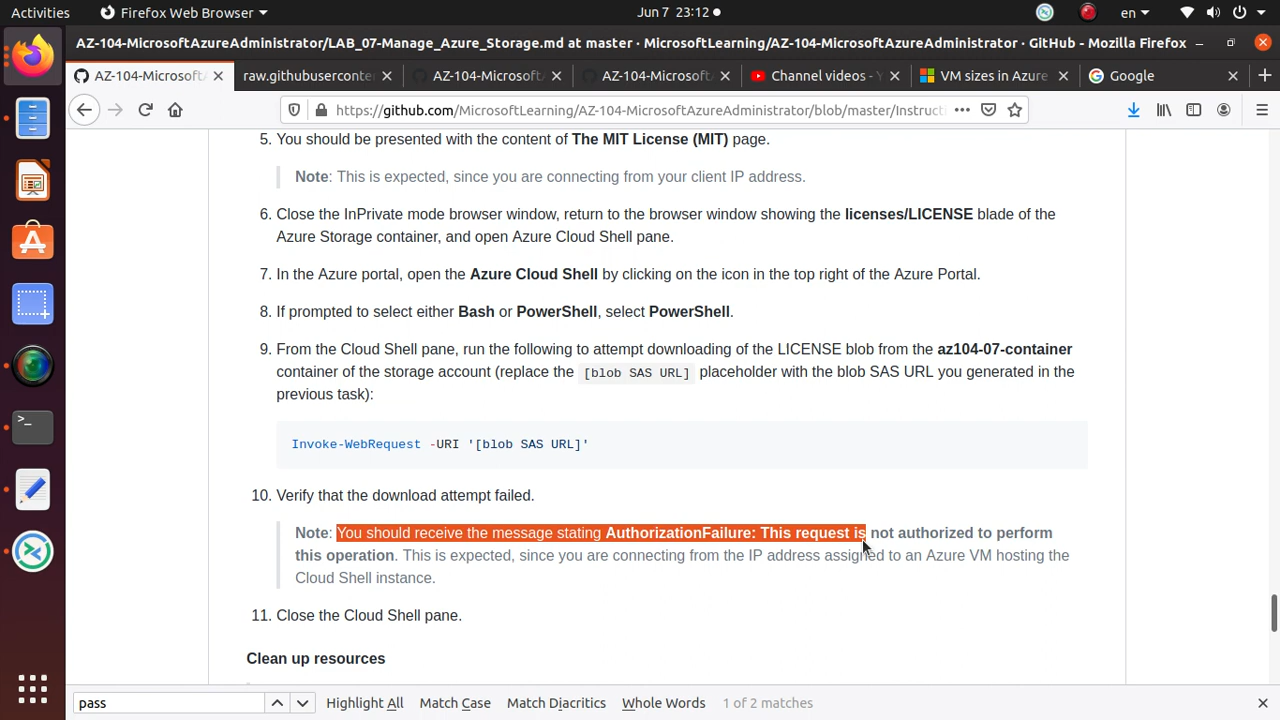 Activities
Firefox Web Browser
Jun 7 23:12
en
AZ-104-MicrosoftAzureAdministrator/LAB_07-Manage_Azure_Storage.md at master · MicrosoftLearning/AZ-104-MicrosoftAzureAdministrator · GitHub - Mozilla Firefox
AZ-104-Microsoft
raw.githubuserconte
AZ-104-Microsoft
AZ-104-Microsoft
Channel videos - Y
VM sizes in Azure
Google
https://github.com/MicrosoftLearning/AZ-104-MicrosoftAzureAdministrator/blob/master/Instruct
5. You should be presented with the content of The MIT License (MIT) page.
Note: This is expected, since you are connecting from your client IP address.
6. Close the InPrivate mode browser window, return to the browser window showing the licenses/LICENSE blade of the
Azure Storage container, and open Azure Cloud Shell pane.
7. In the Azure portal, open the Azure Cloud Shell by clicking on the icon in the top right of the Azure Portal.
8. If prompted to select either Bash or PowerShell, select PowerShell.
9. From the Cloud Shell pane, run the following to attempt downloading of the LICENSE blob from the az104-07-container
container of the storage account (replace the [blob SAS URL] placeholder with the blob SAS URL you generated in the
previous task):
Invoke-WebRequest -URI '[blob SAS URL]'
10. Verify that the download attempt failed.
Note: You should receive the message stating AuthorizationFailure: This request is not authorized to perform
this operation. This is expected, since you are connecting from the IP address assigned to an Azure VM hosting the
Cloud Shell instance.
11. Close the Cloud Shell pane.
Clean up resources
pass
Highlight All
Match Case
Match Diacritics
Whole Words
1 of 2 matches